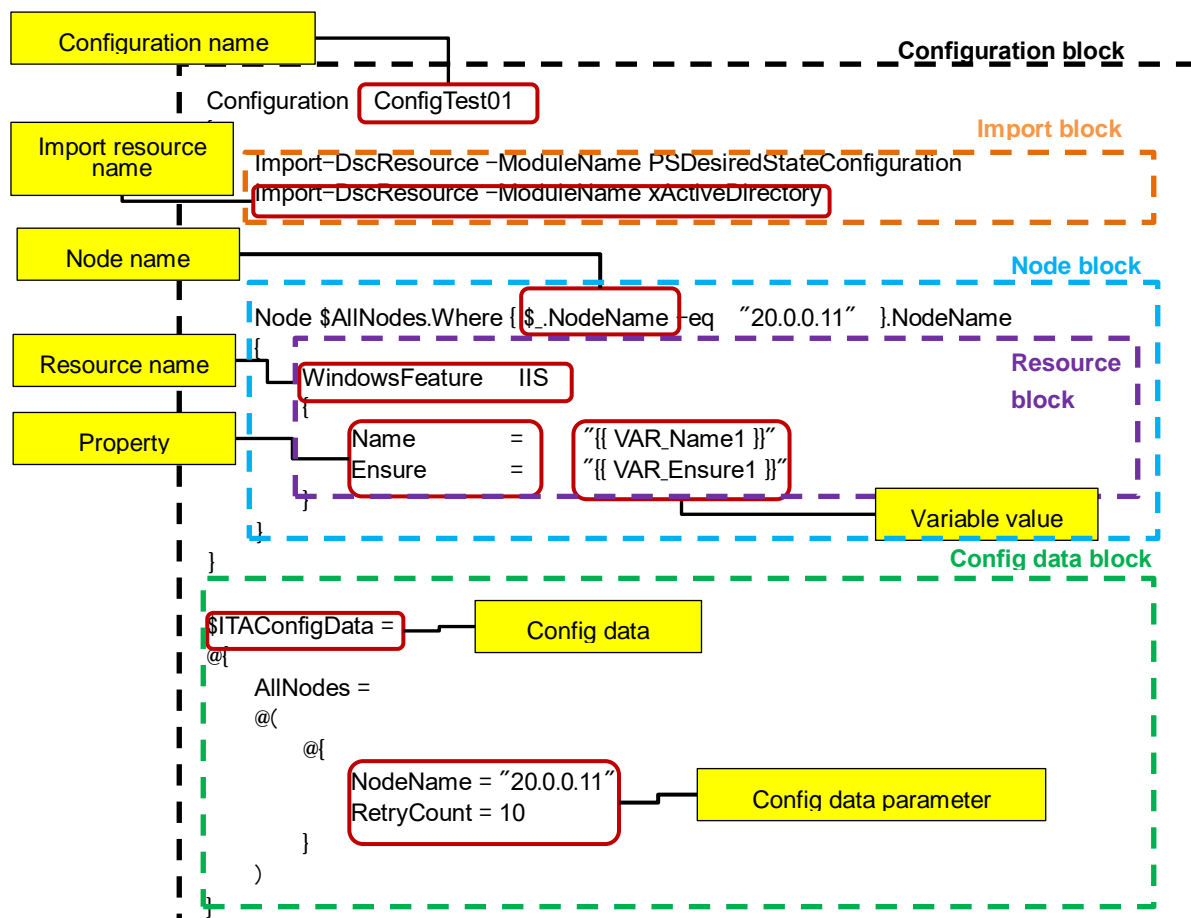 Configuration name
Configuration block
Configuration ConfigTest01
{
Import block
Import resource
name
Import-DscResource -ModuleName PSDesiredStateConfiguration
Import-DscResource -ModuleName xActiveDirectory
Node name
Node block
Node $AllNodes.Where { $_.NodeName -eq "20.0.0.11" }.NodeName
{
Resource name
Resource
block
WindowsFeature IIS
{
Property
Name = "{{ VAR_Name1 }}"
Ensure = "{{ VAR_Ensure1 }}"
}
Variable value
}
}
Config data block
$ITAConfigData =
Config data
@{
AllNodes =
@(
@{
NodeName = "20.0.0.11"
RetryCount = 10
Config data parameter
}
)
}